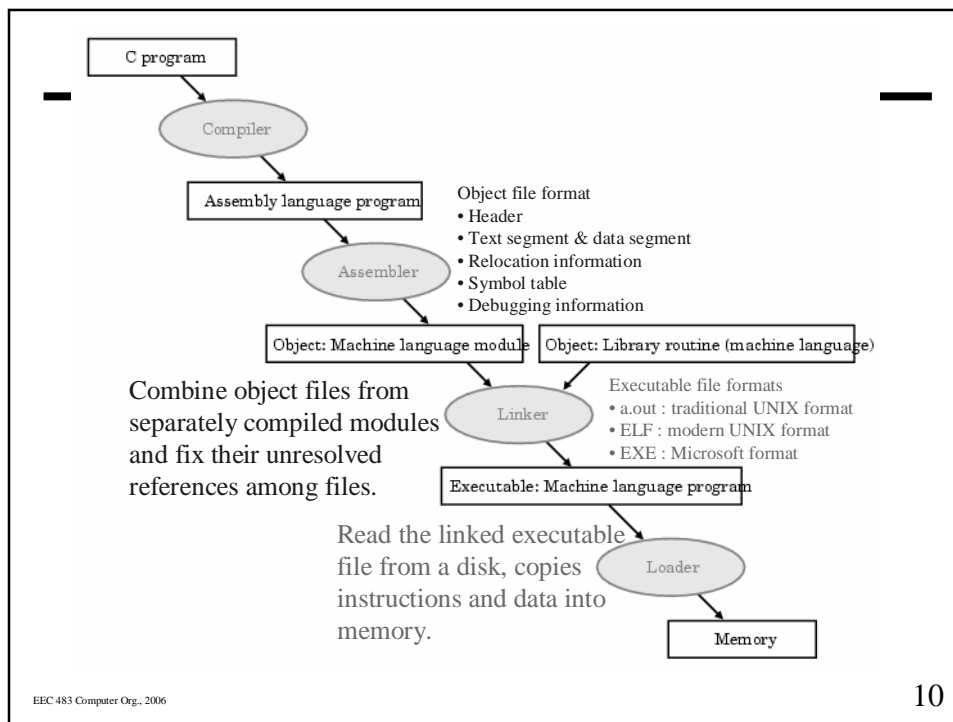 C program
Compiler
Assembly language program
Object file format
• Header
• Text segment & data segment
• Relocation information
• Symbol table
• Debugging information
Assembler
Object: Machine language module
Object: Library routine (machine language)
Combine object files from
separately compiled modules
and fix their unresolved
references among files.
Linker
Executable file formats
• a.out : traditional UNIX format
• ELF : modern UNIX format
• EXE : Microsoft format
Executable: Machine language program
Read the linked executable
file from a disk, copies
instructions and data into
memory.
Loader
Memory
EEC 483 Computer Org., 2006
10